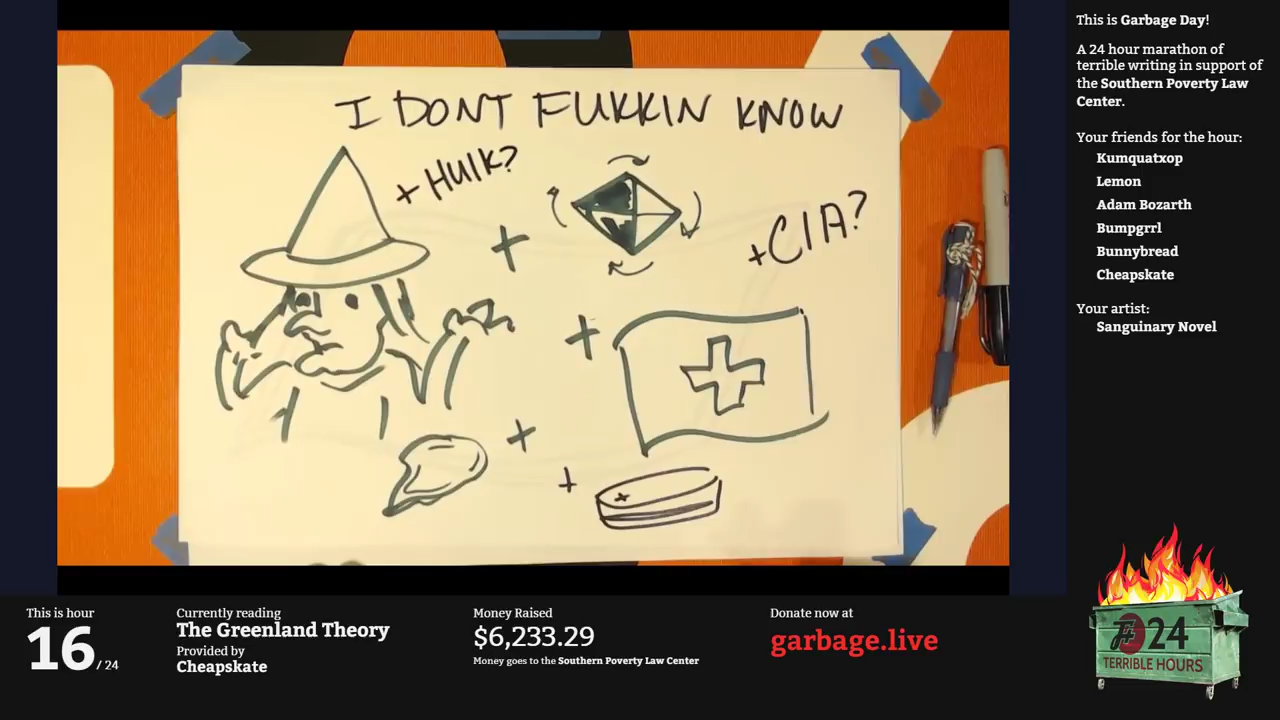 I DONT FUKKIN KNOW
+ HULK?
+ CIA?
This is Garbage Day!
A 24 hour marathon of
terrible writing in support of
the Southern Poverty Law
Center.
Your friends for the hour:
Kumquatxop
Lemon
Adam Bozarth
Bumpgrrl
Bunnybread
Cheapskate
Your artist:
Sanguinary Novel
This is hour
16 / 24
Currently reading
The Greenland Theory
Provided by
Cheapskate
Money Raised
$6,233.29
Money goes to the Southern Poverty Law Center
Donate now at
garbage.live
24
TERRIBLE HOURS